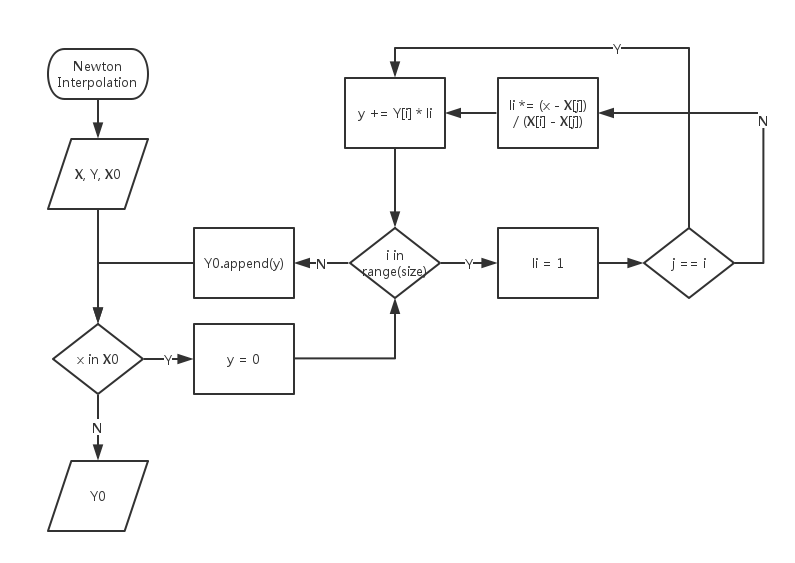 Newton
Interpolation
X, Y, X0
x in X0
Y
y = 0
N
Y0
Y0.append(y)
N
i in
range(size)
Y
li = 1
j == i
N
li *= (x - X[j])
/ (X[i] - X[j])
y += Y[i] * li
Y